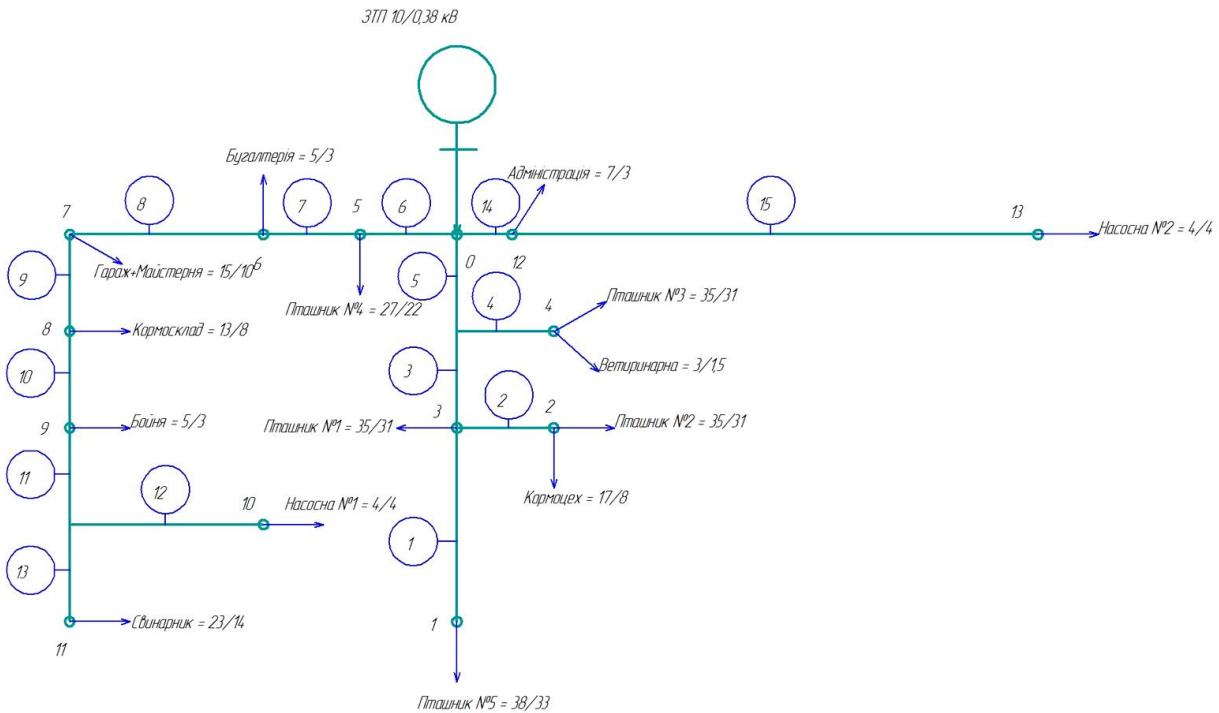 ЗТП 10/0,38 кВ
Бугалтерія = 5/3
Адміністрація = 7/3
7
8
7
5
6
14
15
13
Насосна №2 = 4/4
0
12
9
Гараж+Майстерня = 15/10
6
5
Пташник №4 = 27/22
4
4
Пташник №3 = 35/31
8
Кормосклад = 13/8
Ветиринарна = 3/1,5
10
3
3
2
2
9
Бойня = 5/3
Пташник №1 = 35/31
Пташник №2 = 35/31
11
12
10
Насосна №1 = 4/4
Кормоцех = 17/8
1
13
Свинарник = 23/14
1
11
Пташник №5 = 38/33